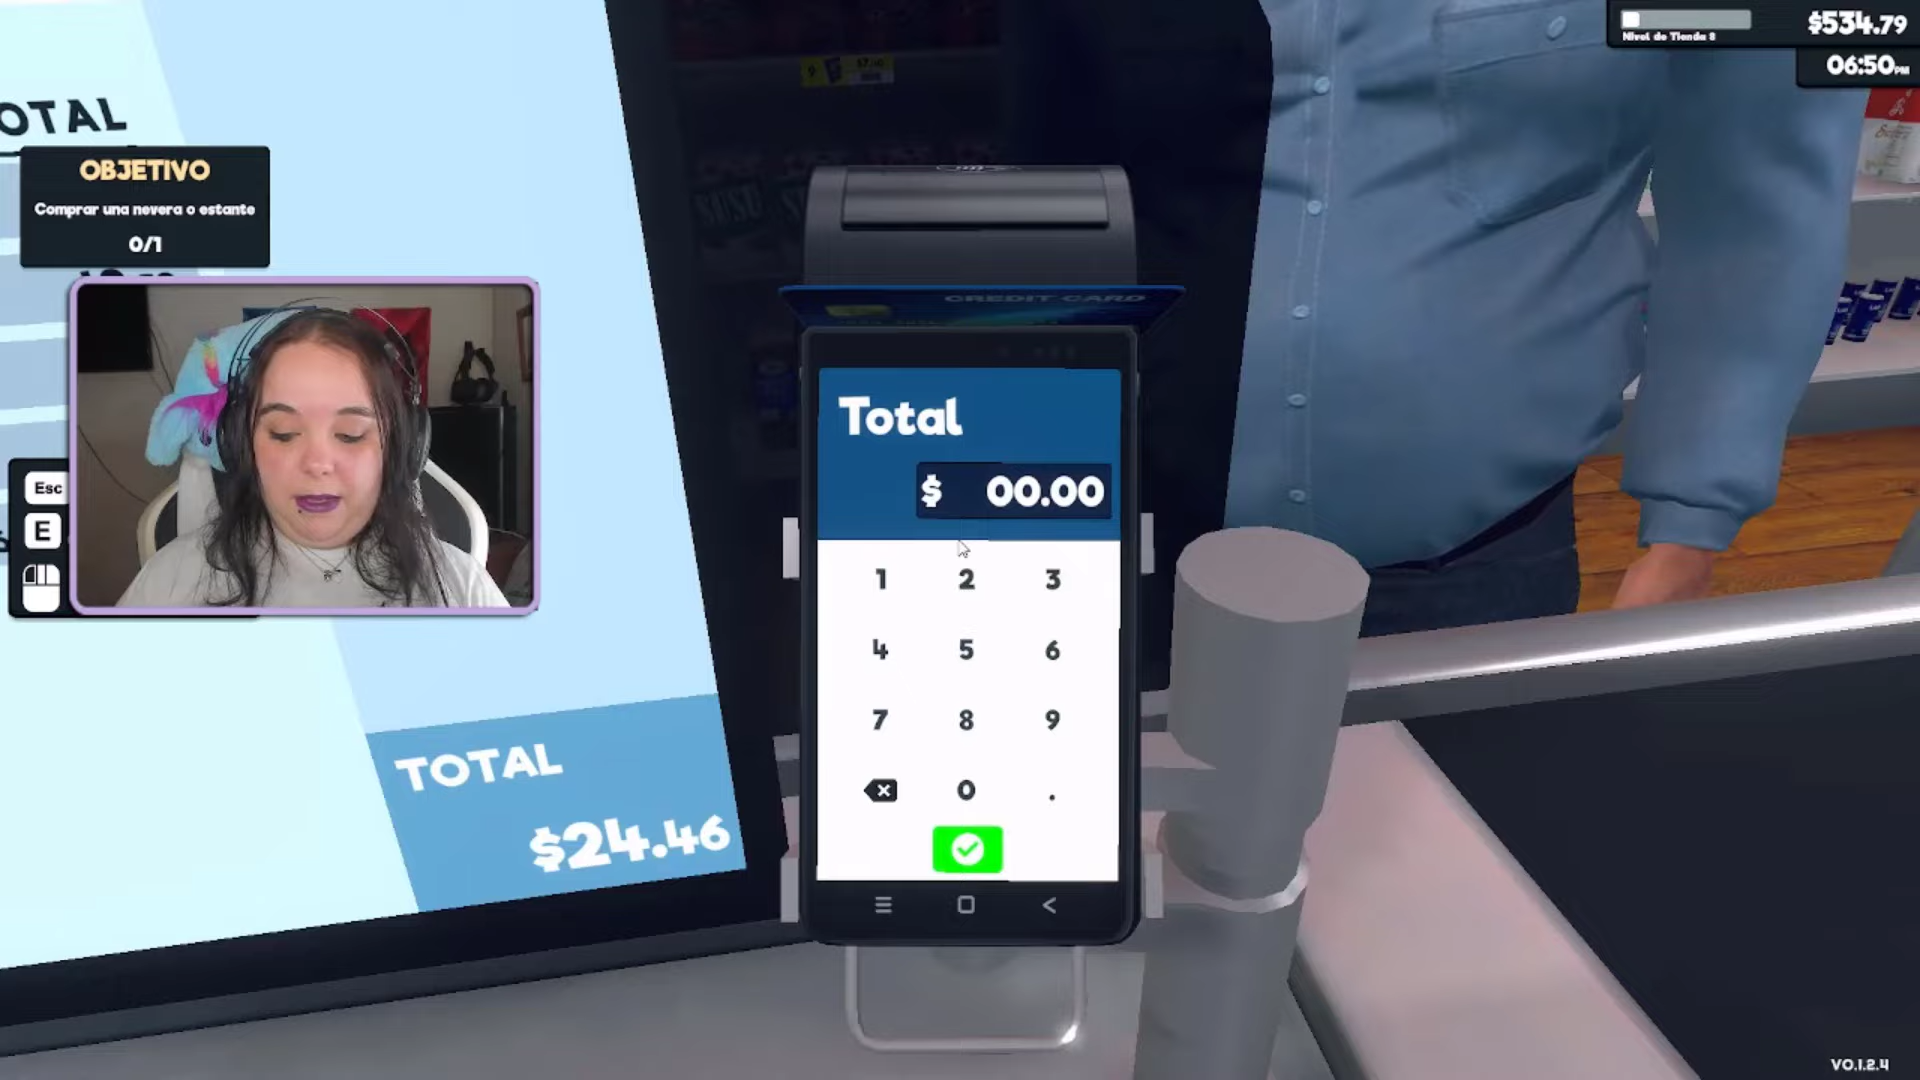 $534.79
Nivel de Tienda 8
06:50PM
OTAL
OBJETIVO
Comprar una nevera o estante
0/1
CREDIT CARD
Total
$ 00.00
1 2 3
4 5 6
7 8 9
0 .
Esc
E
TOTAL
$24.46
V0.1.2.4